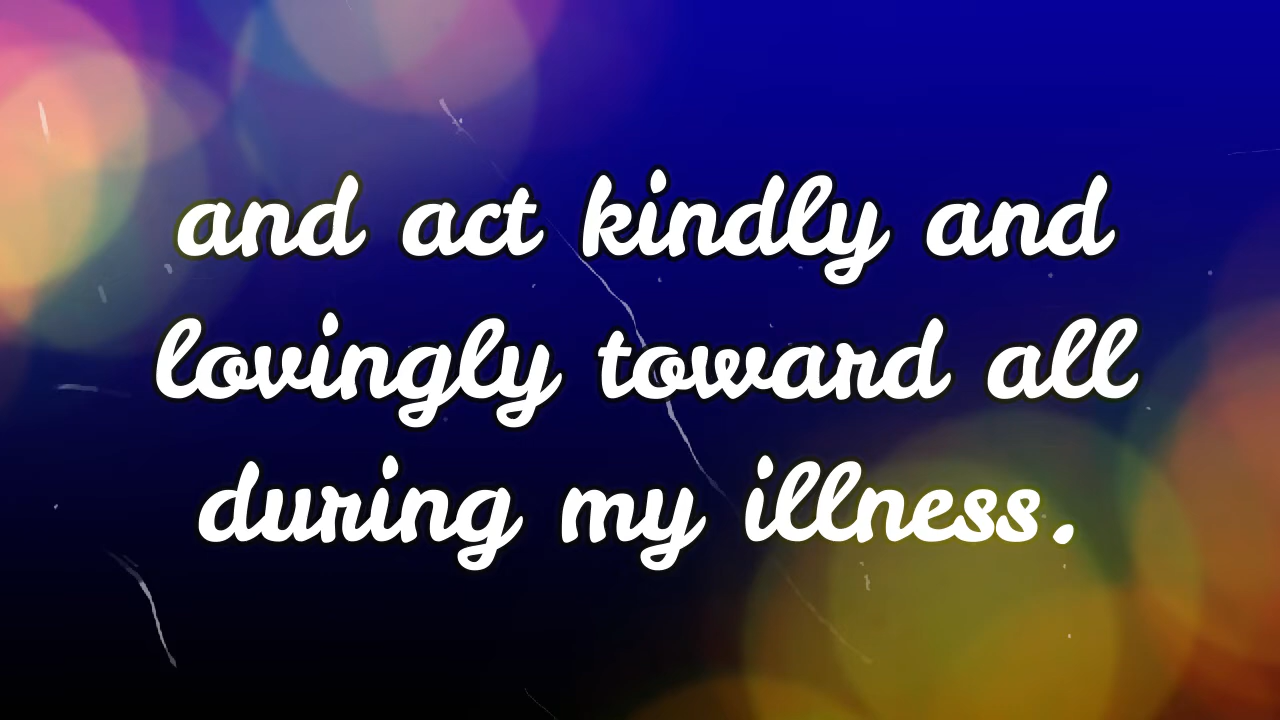 and act kindly and
lovingly toward all
during my illness.